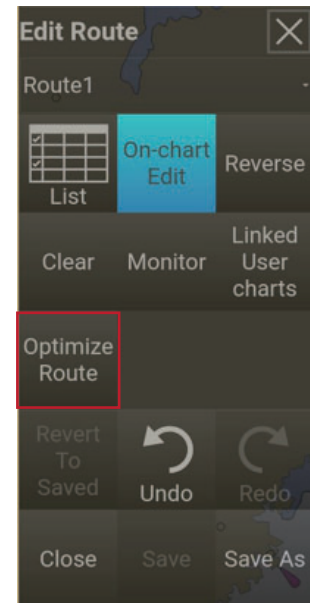 Edit Route
Route1
List
On-chart
Edit
Reverse
Clear
Monitor
Linked
User
charts
Optimize
Route
Revert
To
Saved
Undo
Redo
Close
Save
Save As